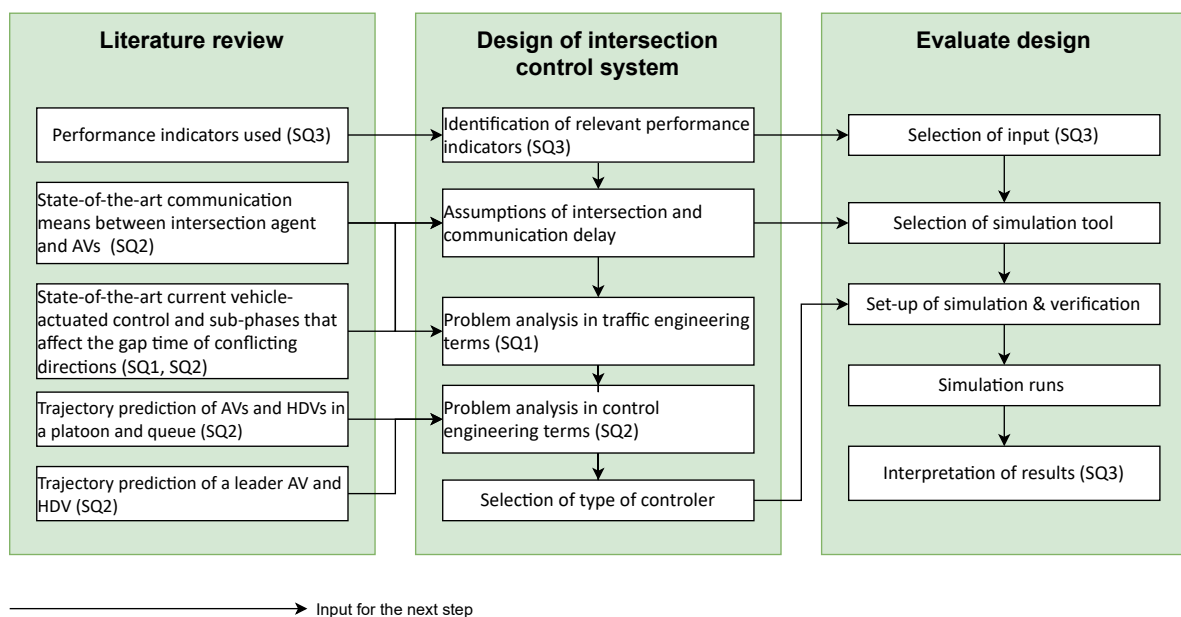 Literature review
Performance indicators used (SQ3)
State-of-the-art communication
means between intersection agent
and AVs  (SQ2)
State-of-the-art current vehicle-
actuated control and sub-phases that
affect the gap time of conflicting
directions (SQ1, SQ2)
Trajectory prediction of AVs and HDVs in
a platoon and queue (SQ2)
Trajectory prediction of a leader AV and
HDV (SQ2)
Design of intersection
control system
Identification of relevant performance
indicators (SQ3)
Assumptions of intersection and
communication delay
Problem analysis in traffic engineering
terms (SQ1)
Problem analysis in control
engineering terms (SQ2)
Selection of type of controler
Evaluate design
Selection of input (SQ3)
Selection of simulation tool
Set-up of simulation & verification
Simulation runs
Interpretation of results (SQ3)
Input for the next step